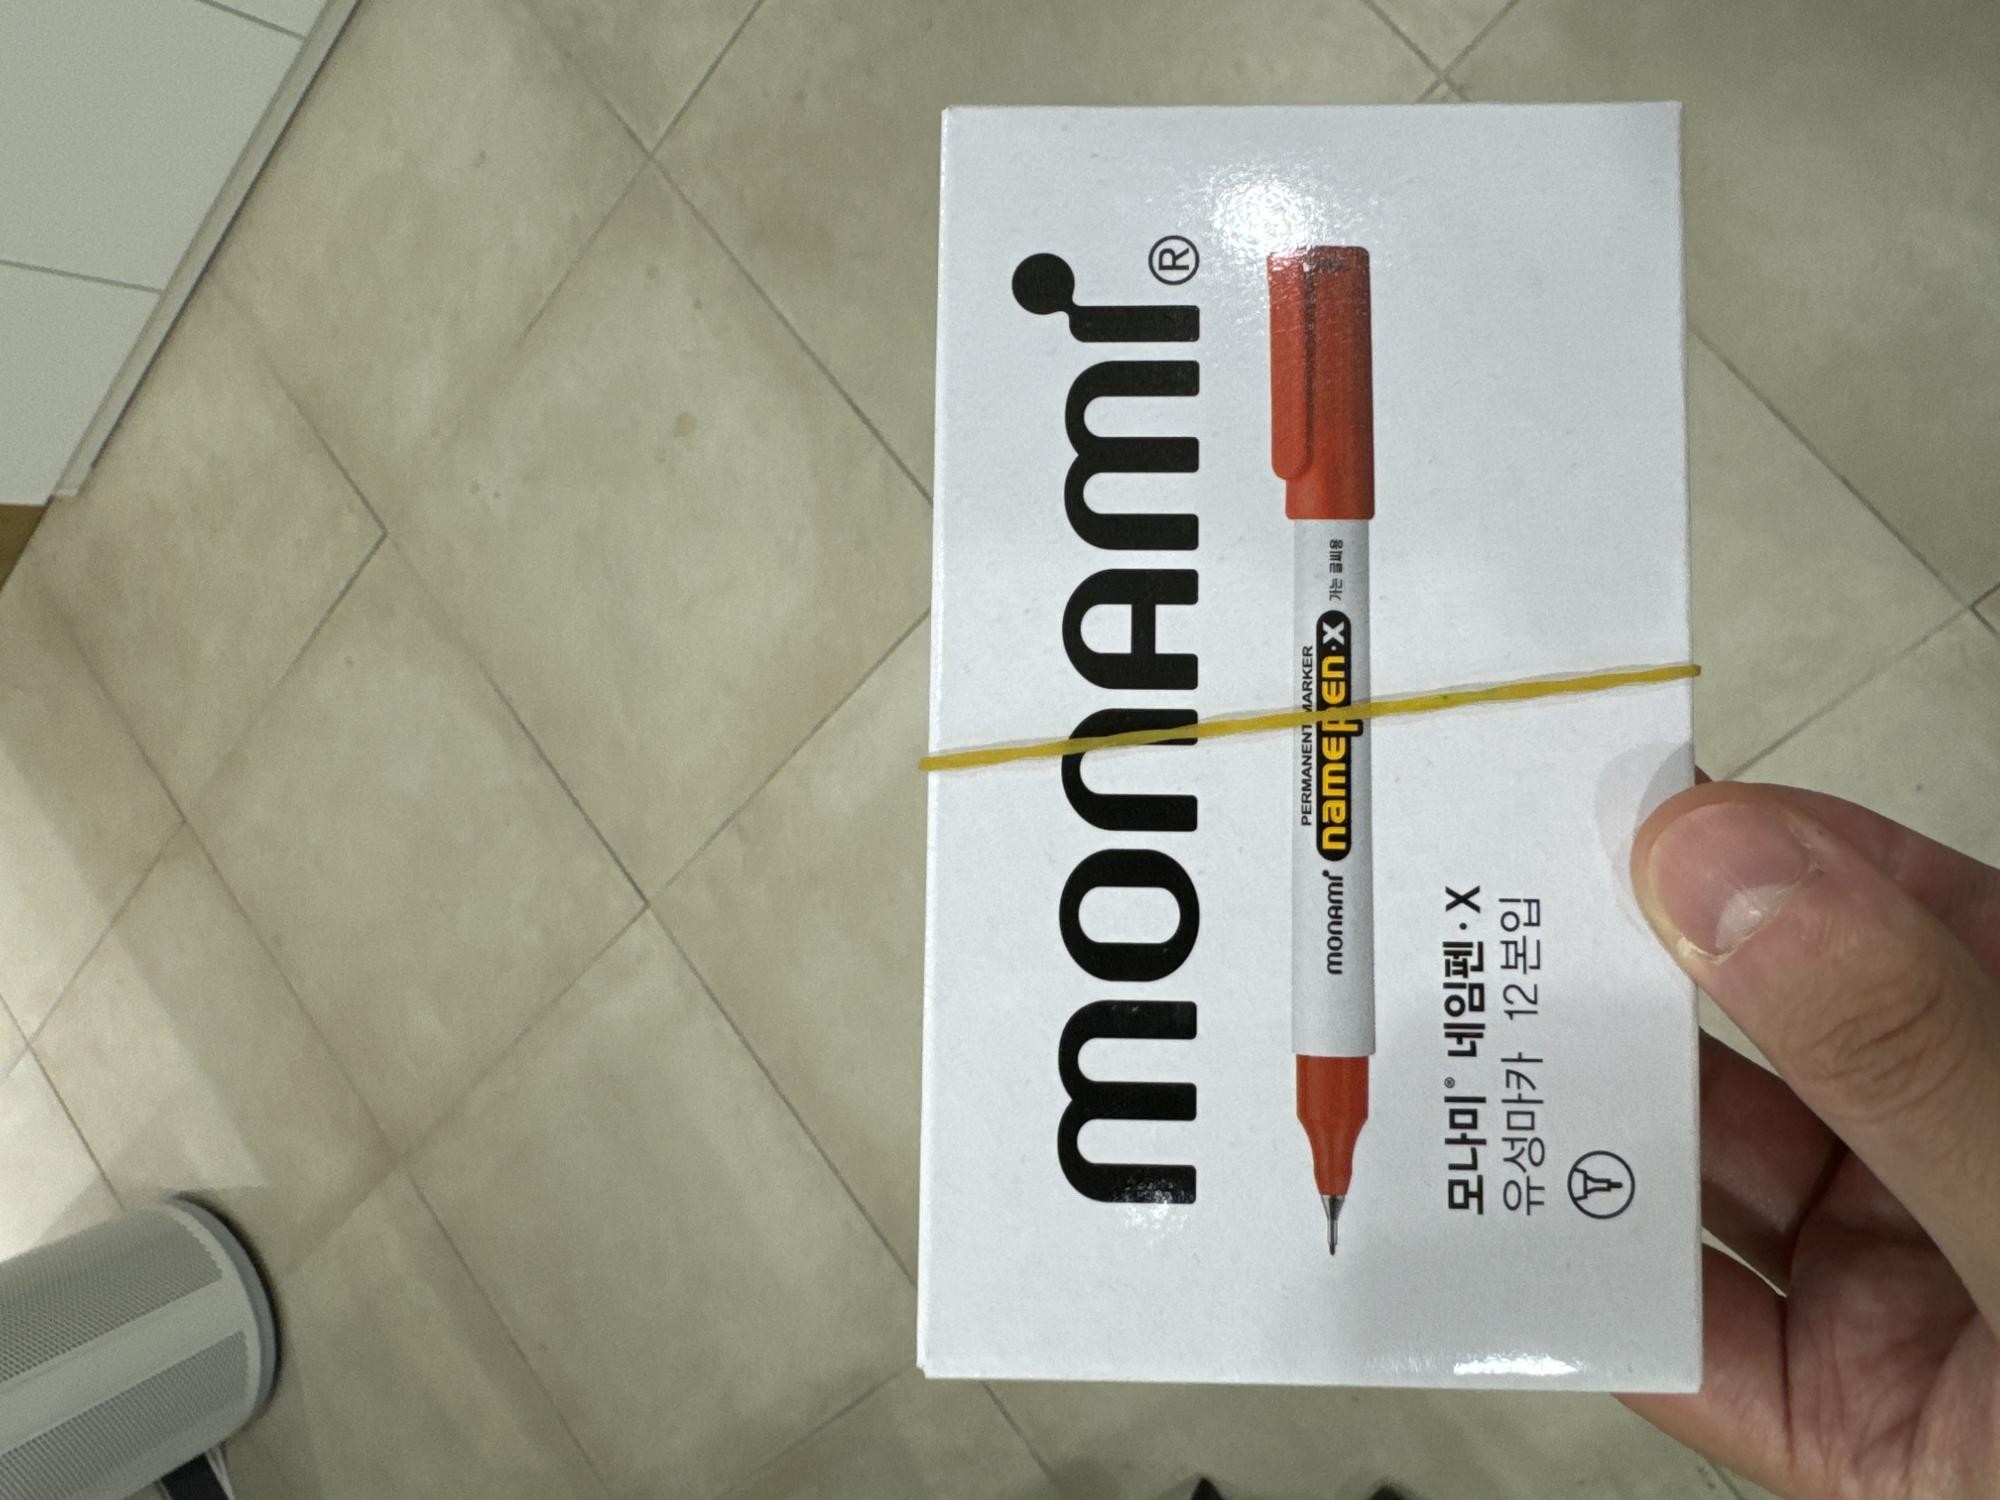 monami®
PERMANENT MARKER
monami namepen·x 가는 글씨용
모나미® 네임펜·X
유성마카 12본입